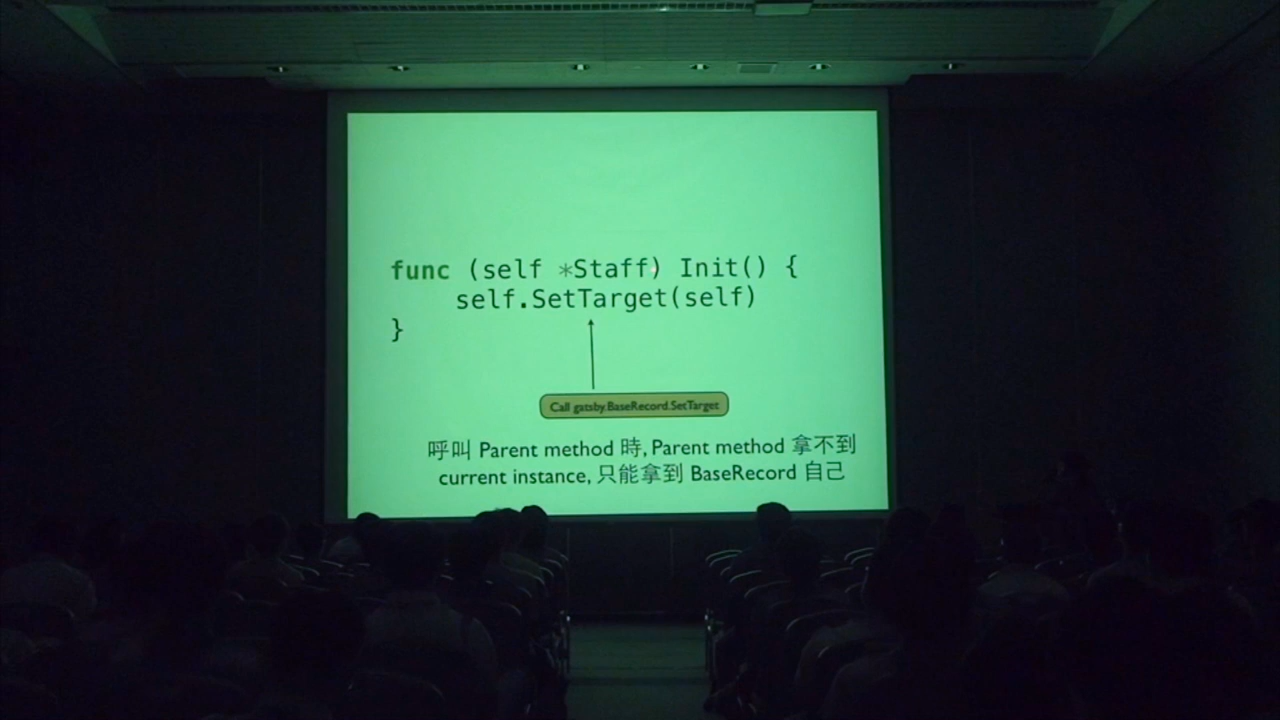 func (self *Staff) Init() {
self.SetTarget(self)
}
Call gatsby.BaseRecord.SetTarget
呼叫 Parent method 時, Parent method 拿不到
current instance, 只能拿到 BaseRecord 自己